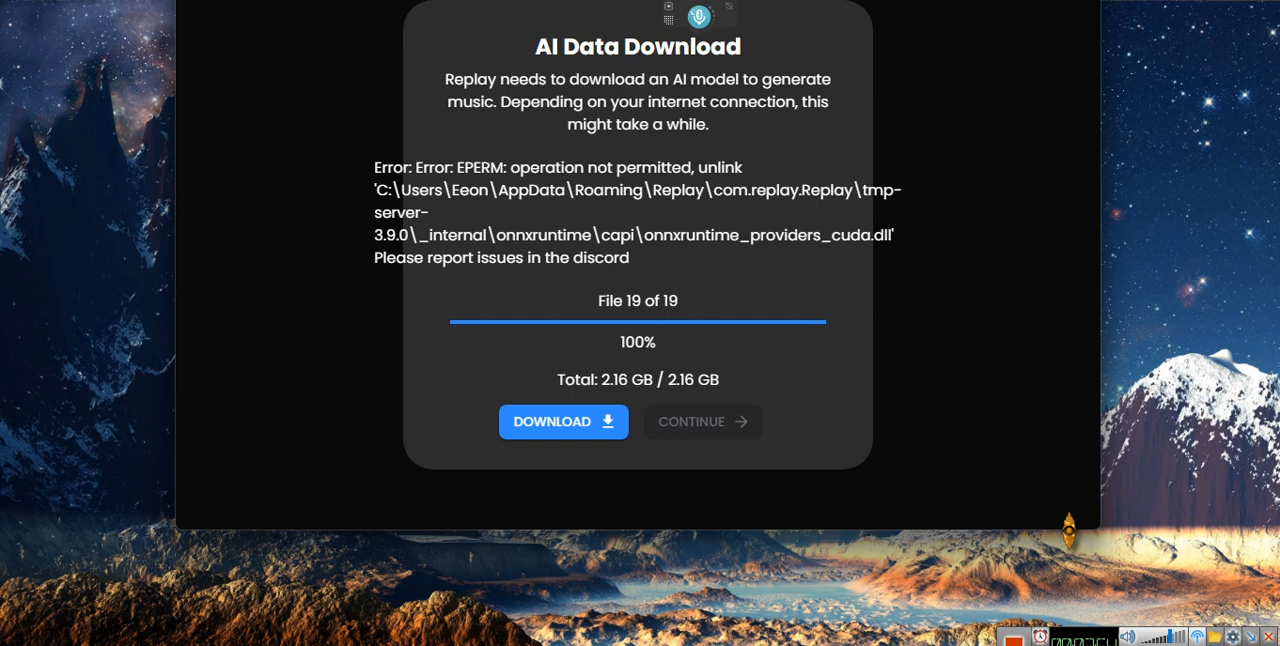 AI Data Download
Replay needs to download an AI model to generate
music. Depending on your internet connection, this
might take a while.
Error: Error: EPERM: operation not permitted, unlink
'C:\Users\Eeon\AppData\Roaming\Replay\com.replay.Replay\tmp-
server-
3.9.0\_internal\onnxruntime\capi\onnxruntime_providers_cuda.dll'
Please report issues in the discord
File 19 of 19
100%
Total: 2.16 GB / 2.16 GB
DOWNLOAD
CONTINUE